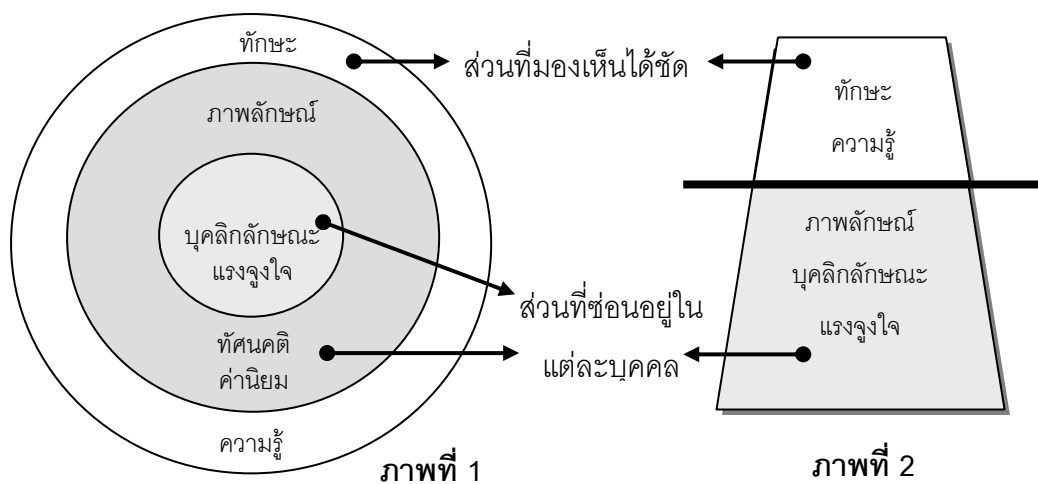 ทักษะ
ภาพลักษณ์
บุคลิกลักษณะ
แรงจูงใจ
ทัศนคติ
ค่านิยม
ความรู้
ภาพที่ 1
ส่วนที่มองเห็นได้ชัด
ส่วนที่ซ่อนอยู่ใน
แต่ละบุคคล
ทักษะ
ความรู้
ภาพลักษณ์
บุคลิกลักษณะ
แรงจูงใจ
ภาพที่ 2